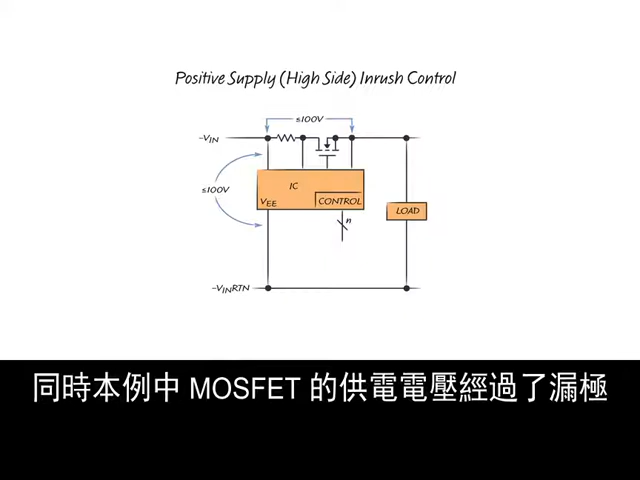 Positive Supply (High Side) Inrush Control
≤100V
-VIN
≤100V
IC
VEE
CONTROL
n
LOAD
-VINRTN
同時本例中 MOSFET 的供電電壓經過了漏極